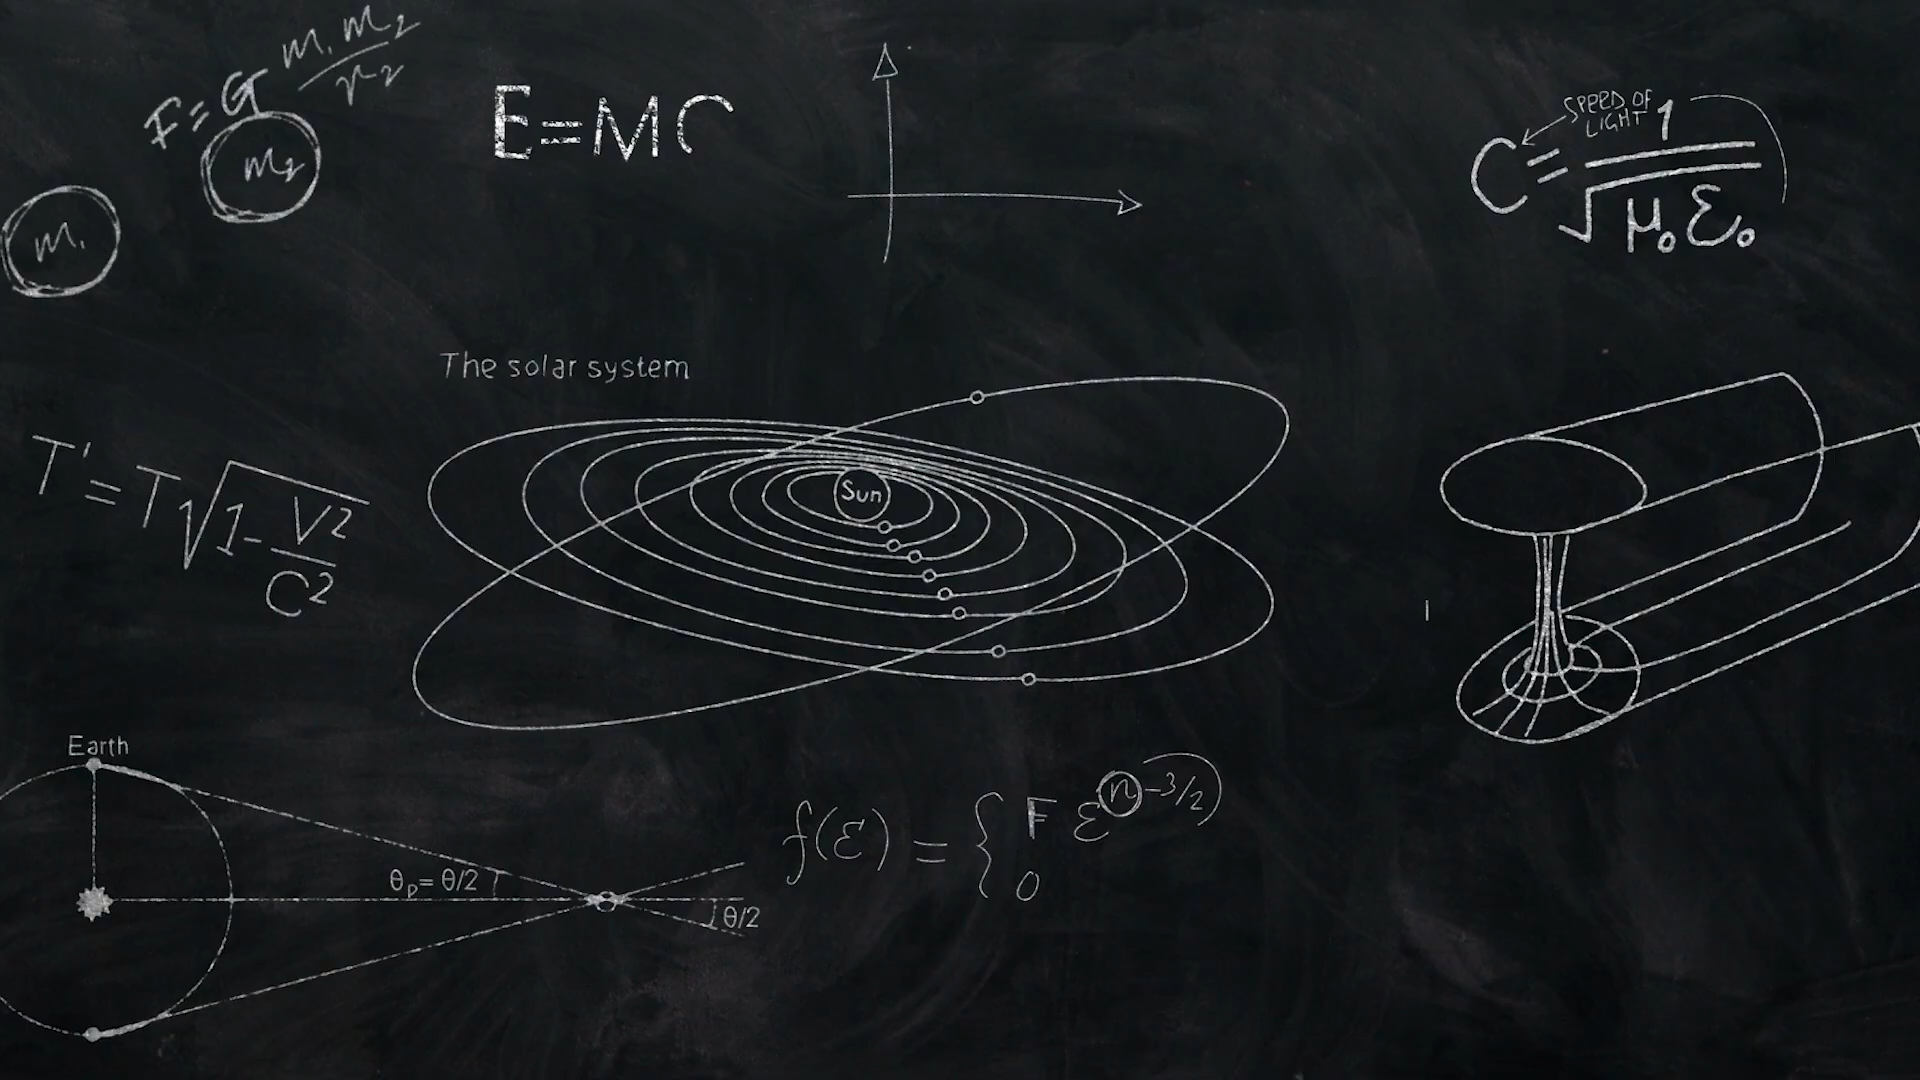 F=G m₁m₂/r²
m₂
m₁
E=MC
SPEED OF
LIGHT
C=1/√μ₀ε₀
The solar system
Sun
T'=T√1-V²/C²
Earth
θp=θ/2
θ/2
f(ε)={F ε^(n-3/2)
0